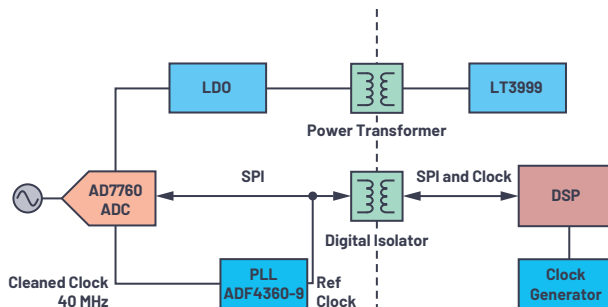 LDO
LT3999
Power Transformer
AD7760
ADC
SPI
SPI and Clock
DSP
Digital Isolator
Cleaned Clock
40 MHz
PLL
ADF4360-9
Ref
Clock
Clock
Generator